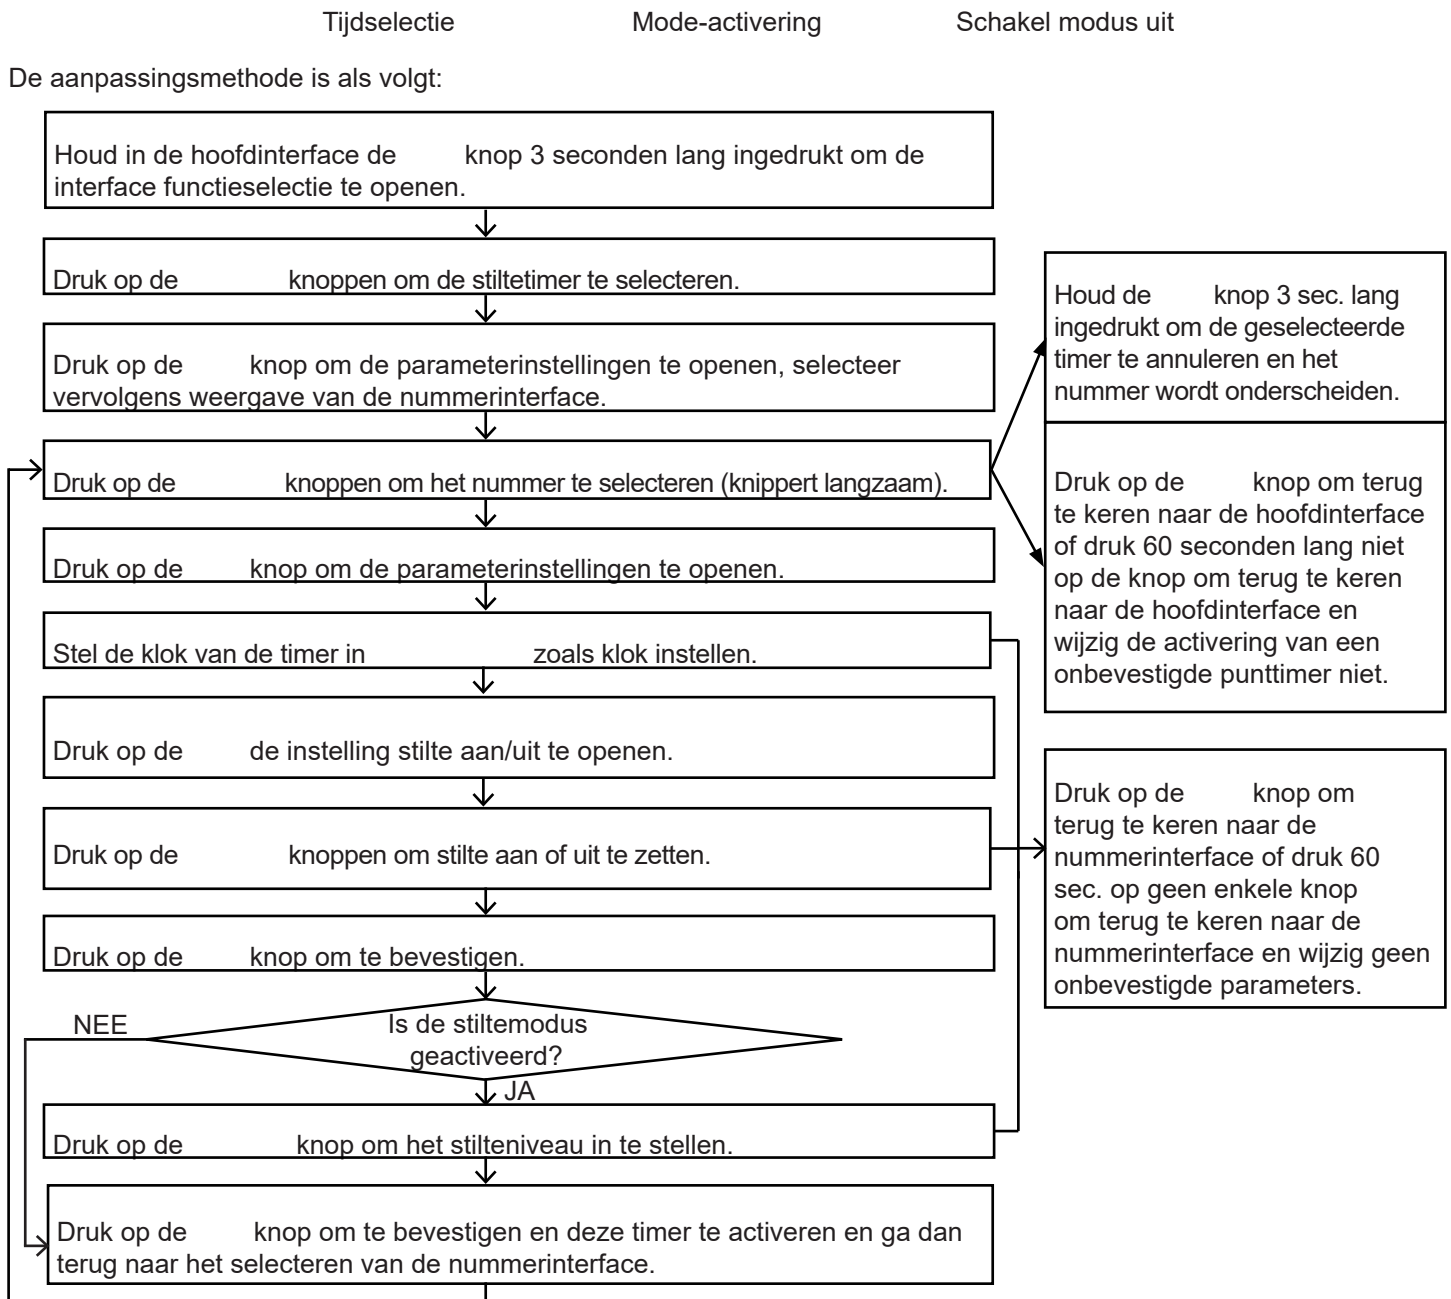 Tijdselectie Mode-activering Schakel modus uit
De aanpassingsmethode is als volgt:
Houd in de hoofdinterface de knop 3 seconden lang ingedrukt om de
interface functieselectie te openen.
Druk op de knoppen om de stiltetimer te selecteren.
Druk op de knop om de parameterinstellingen te openen, selecteer
vervolgens weergave van de nummerinterface.
Druk op de knoppen om het nummer te selecteren (knippert langzaam).
Houd de knop 3 sec. lang
ingedrukt om de geselecteerde
timer te annuleren en het
nummer wordt onderscheiden.
Druk op de knop om terug
te keren naar de hoofdinterface
of druk 60 seconden lang niet
op de knop om terug te keren
naar de hoofdinterface en
wijzig de activering van een
onbevestigde punttimer niet.
Druk op de knop om de parameterinstellingen te openen.
Stel de klok van de timer in zoals klok instellen.
Druk op de de instelling stilte aan/uit te openen.
Druk op de knoppen om stilte aan of uit te zetten.
Druk op de knop om
terug te keren naar de
nummerinterface of druk 60
sec. op geen enkele knop
om terug te keren naar de
nummerinterface en wijzig geen
onbevestigde parameters.
Druk op de knop om te bevestigen.
NEE
Is de stiltemodus
geactiveerd?
JA
Druk op de knop om het stilteniveau in te stellen.
Druk op de knop om te bevestigen en deze timer te activeren en ga dan
terug naar het selecteren van de nummerinterface.